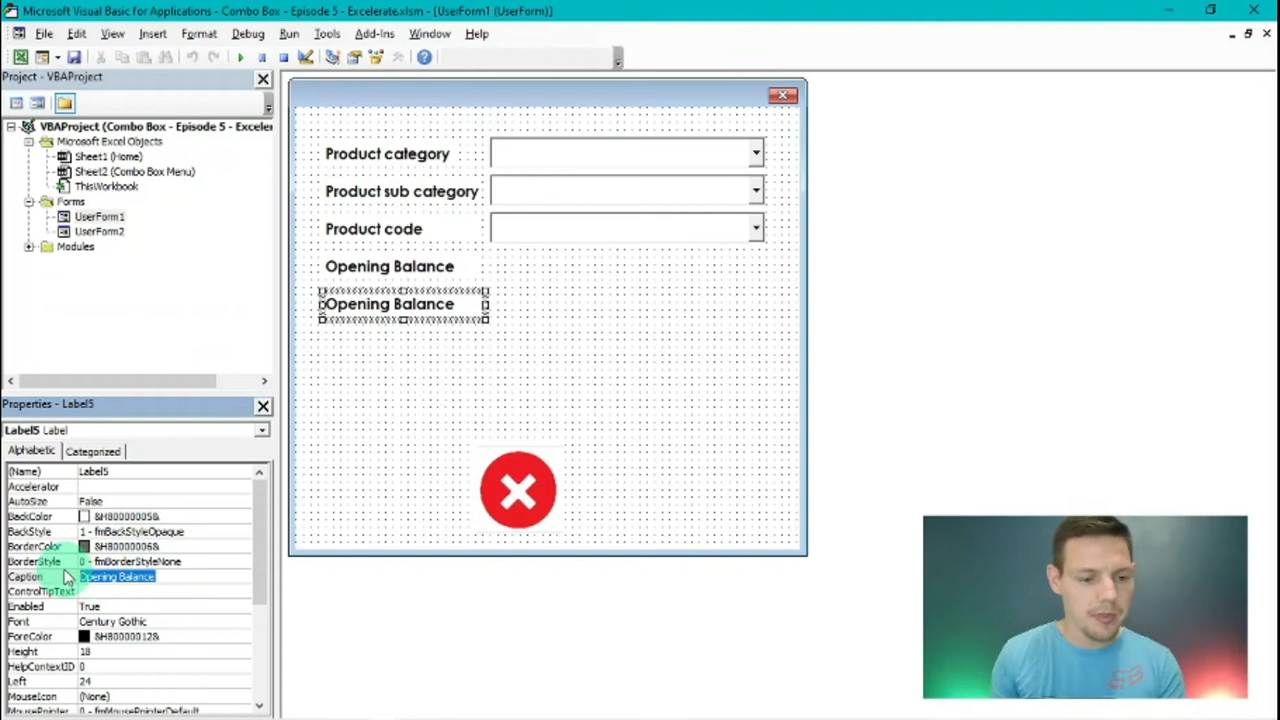 Microsoft Visual Basic for Applications - Combo Box - Episode 5 - Excelerate.xlsm - [UserForm1 (UserForm)]
File Edit View Insert Format Debug Run Tools Add-Ins Window Help
Project - VBAProject
VBAProject (Combo Box - Episode 5 - Exceler
Microsoft Excel Objects
Sheet1 (Home)
Sheet2 (Combo Box Menu)
ThisWorkbook
Forms
UserForm1
UserForm2
Modules
Product category
Product sub category
Product code
Opening Balance
Opening Balance
Properties - Label5
Label5 Label
Alphabetic Categorized
(Name) Label5
Accelerator
AutoSize False
BackColor &H80000005&
BackStyle 1 - fmBackStyleOpaque
BorderColor &H80000006&
BorderStyle 0 - fmBorderStyleNone
Caption Opening Balance
ControlTipText
Enabled True
Font Century Gothic
ForeColor &H80000012&
Height 18
HelpContextID 0
Left 24
MouseIcon (None)
MousePointer 0 - fmMousePointerDefault